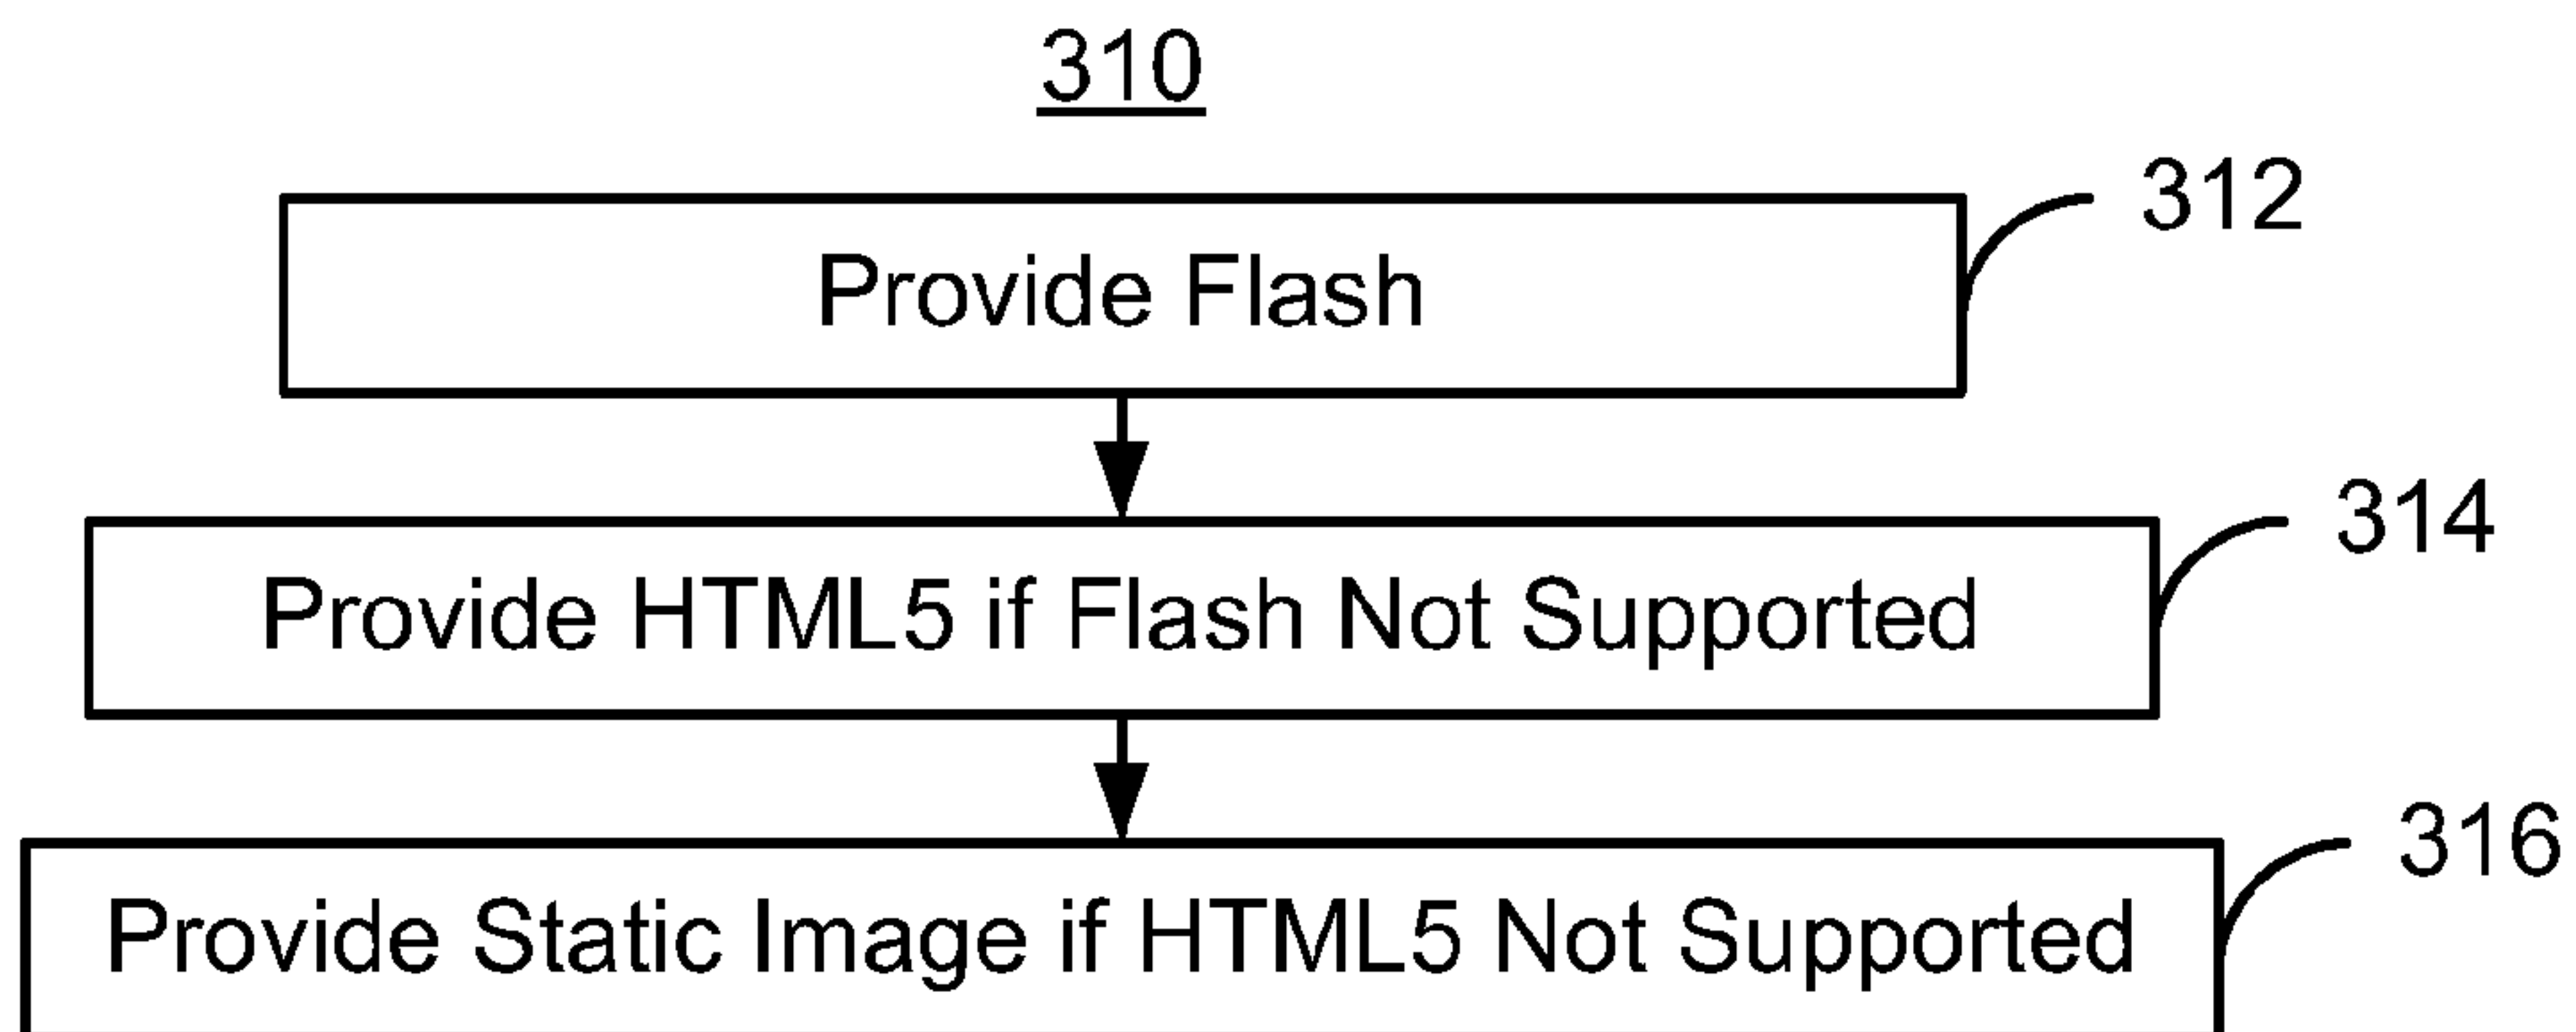 310
312
Provide Flash
314
Provide HTML5 if Flash Not Supported
316
Provide Static Image if HTML5 Not Supported